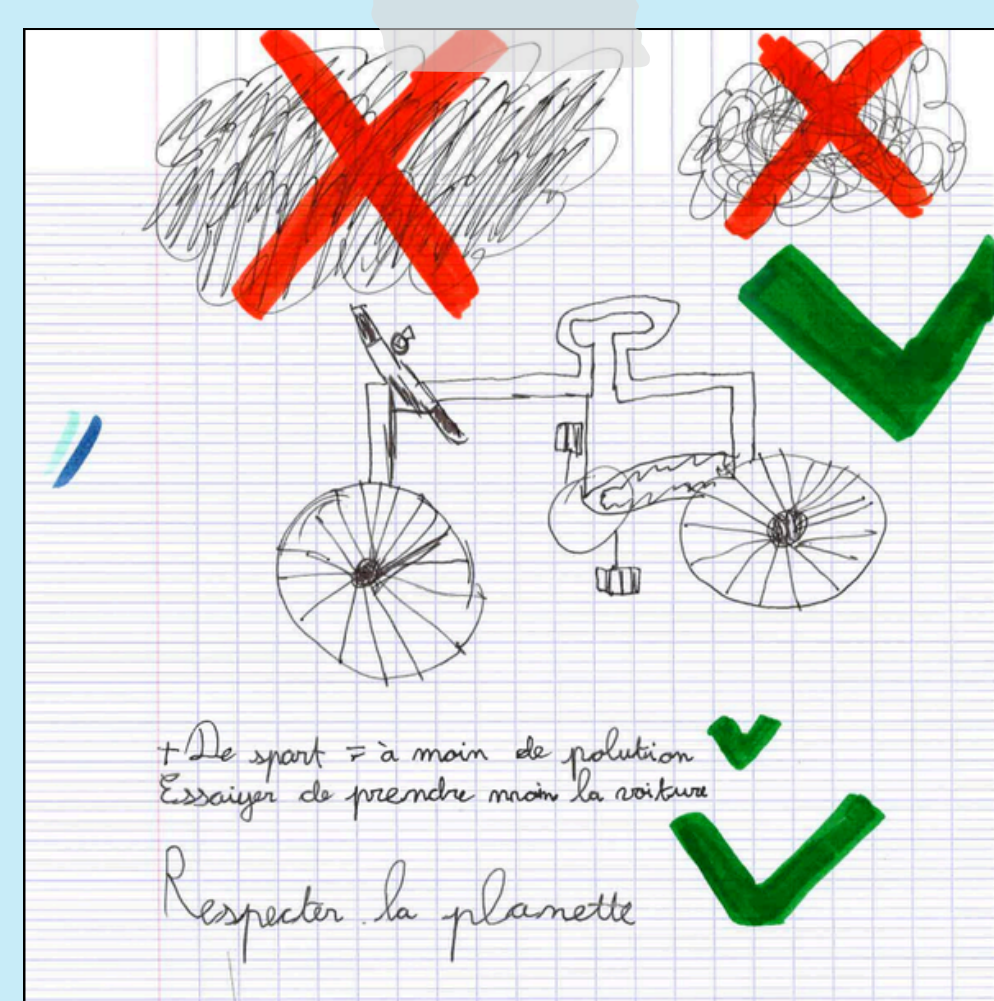 + De sport = à moin de polution
Essaiyer de prendre moin la voiture
Respecter la planette